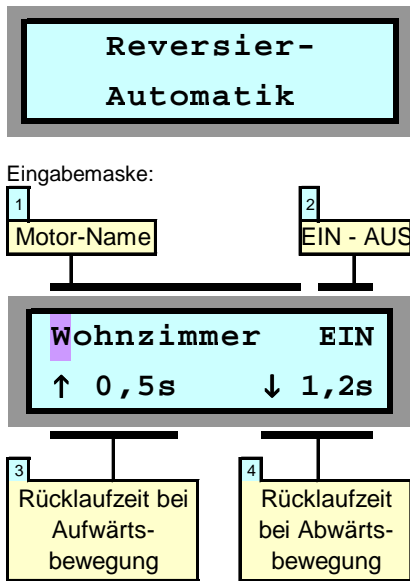 Reversier-
Automatik
Eingabemaske:
1
Motor-Name
2
EIN - AUS
Wohnzimmer EIN
↑ 0,5s ↓ 1,2s
3
Rücklaufzeit bei
Aufwärts-
bewegung
4
Rücklaufzeit
bei Abwärts-
bewegung